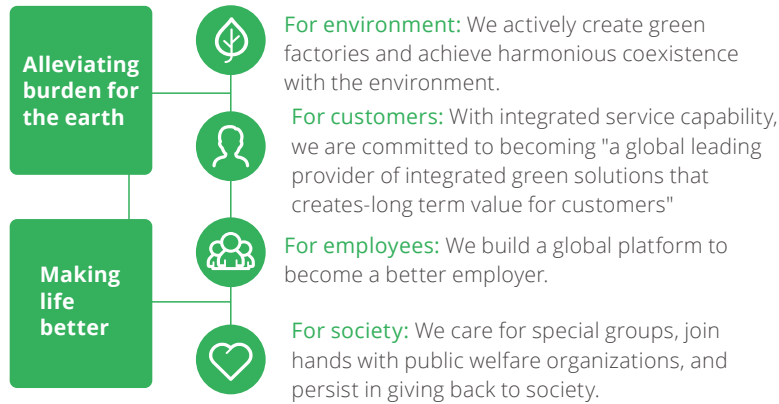 Alleviating
burden for
the earth
For environment: We actively create green
factories and achieve harmonious coexistence
with the environment.
For customers: With integrated service capability,
we are committed to becoming "a global leading
provider of integrated green solutions that
creates-long term value for customers"
Making
life
better
For employees: We build a global platform to
become a better employer.
For society: We care for special groups, join
hands with public welfare organizations, and
persist in giving back to society.